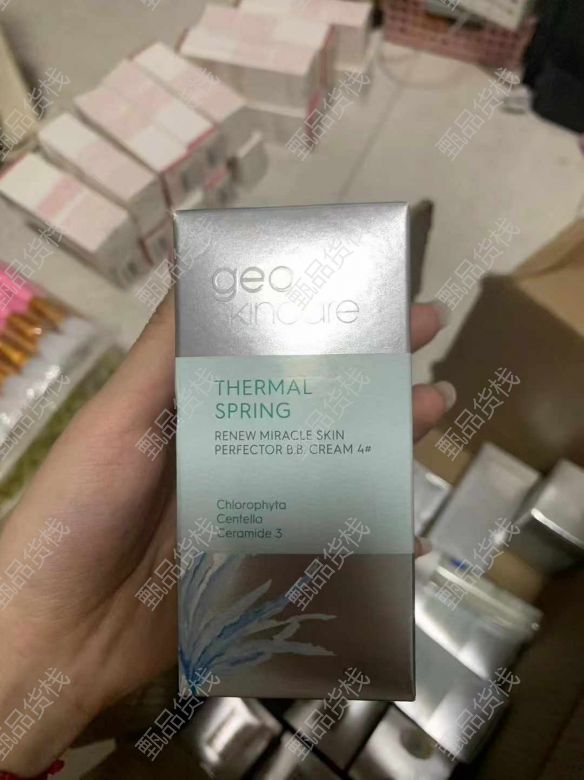 geo
skincare
THERMAL
SPRING
RENEW MIRACLE SKIN
PERFECTOR B.B. CREAM 4#
Chlorophyta
Centella
Ceramide 3
甄品货栈